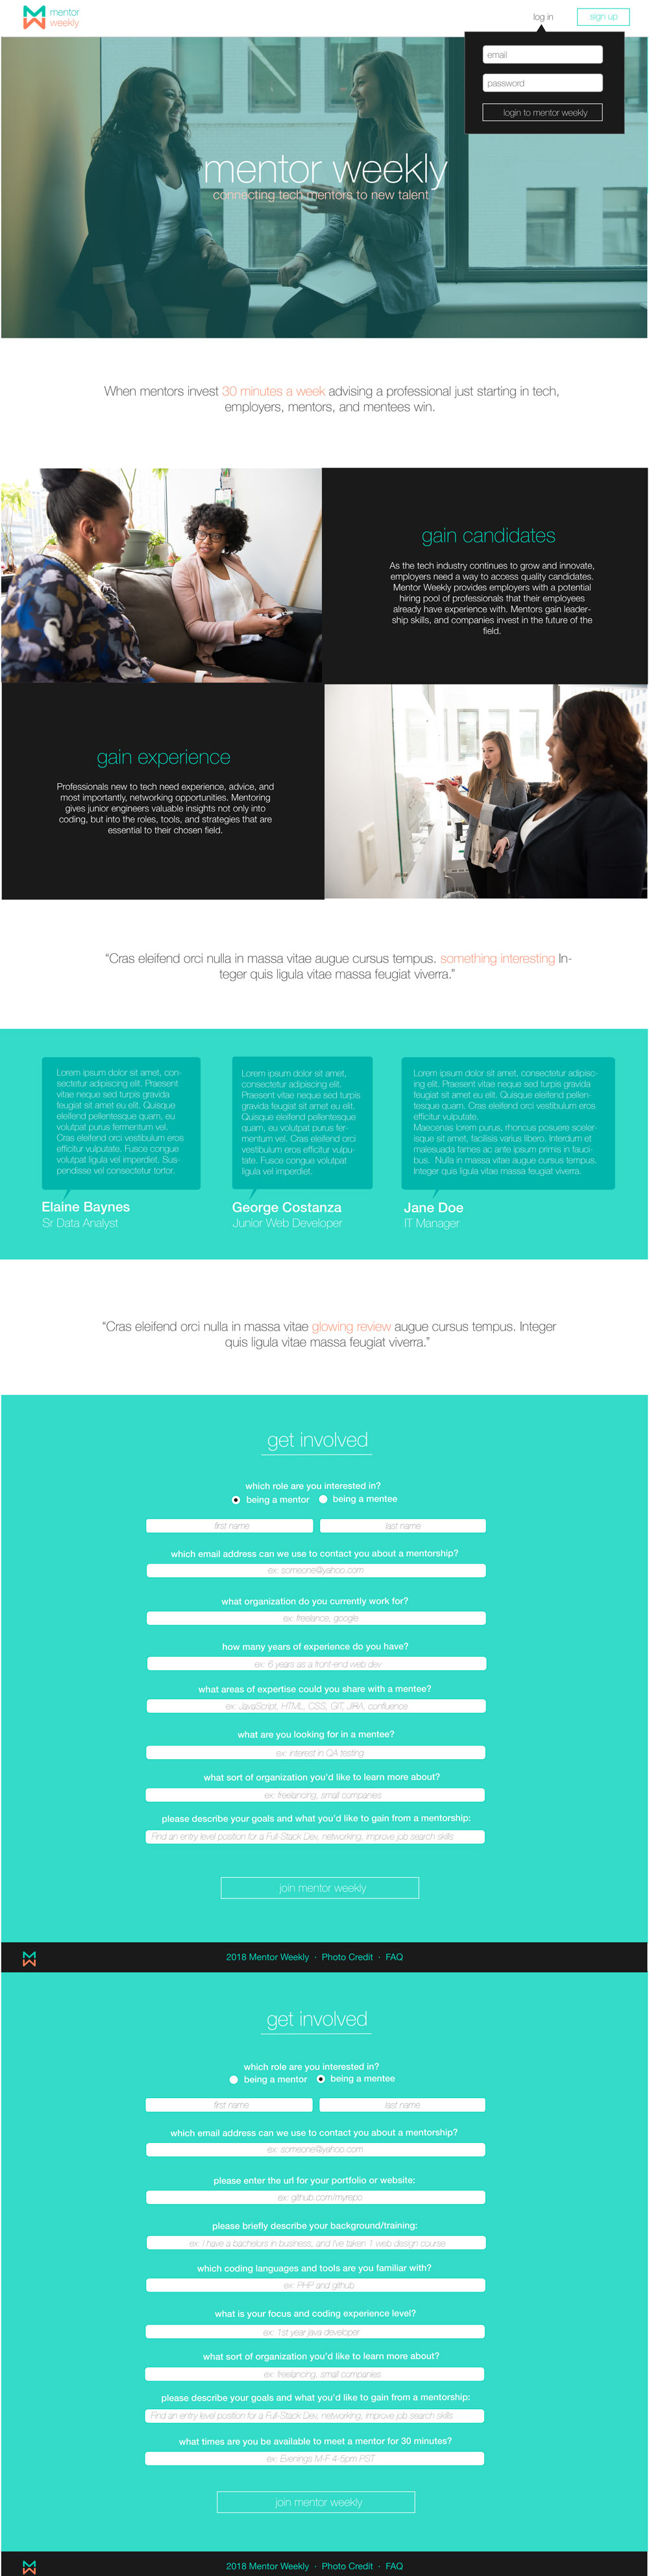 mentor
weekly
log in
sign up
email
password
login to mentor weekly
mentor weekly
connecting tech mentors to new talent
When mentors invest 30 minutes a week advising a professional just starting in tech,
employers, mentors, and mentees win.
gain candidates
As the tech industry continues to grow and innovate,
employers need a way to access quality candidates.
Mentor Weekly provides employers with a potential
hiring pool of professionals that their employees
already have experience with. Mentors gain leader-
ship skills, and companies invest in the future of the
field.
gain experience
Professionals new to tech need experience, advice, and
most importantly, networking opportunities. Mentoring
gives junior engineers valuable insights not only into
coding, but into the roles, tools, and strategies that are
essential to their chosen field.
“Cras eleifend orci nulla in massa vitae augue cursus tempus. something interesting In-
teger quis ligula vitae massa feugiat viverra.”
Lorem ipsum dolor sit amet, con-
sectetur adipiscing elit. Praesent
vitae neque sed turpis gravida
feugiat sit amet eu elit. Quisque
eleifend pellentesque quam, eu
volutpat purus fermentum vel.
Cras eleifend orci vestibulum eros
efficitur vulputate. Fusce congue
volutpat ligula vel imperdiet. Sus-
pendisse vel consectetur tortor.
Elaine Baynes
Sr Data Analyst
Lorem ipsum dolor sit amet,
consectetur adipiscing elit.
Praesent vitae neque sed turpis
gravida feugiat sit amet eu elit.
Quisque eleifend pellentesque
quam, eu volutpat purus fer-
mentum vel. Cras eleifend orci
vestibulum eros efficitur vulpu-
tate. Fusce congue volutpat
ligula vel imperdiet.
George Costanza
Junior Web Developer
Lorem ipsum dolor sit amet, consectetur adipisc-
ing elit. Praesent vitae neque sed turpis gravida
feugiat sit amet eu elit. Quisque eleifend pellen-
tesque quam. Cras eleifend orci vestibulum eros
efficitur vulputate.
Maecenas lorem purus, rhoncus posuere sceler-
isque sit amet, facilisis varius libero. Interdum et
malesuada fames ac ante ipsum primis in fauci-
bus. Nulla in massa vitae augue cursus tempus.
Integer quis ligula vitae massa feugiat viverra.
Jane Doe
IT Manager
“Cras eleifend orci nulla in massa vitae glowing review augue cursus tempus. Integer
quis ligula vitae massa feugiat viverra.”
get involved
which role are you interested in?
being a mentor being a mentee
first name last name
which email address can we use to contact you about a mentorship?
ex: someone@yahoo.com
what organization do you currently work for?
ex: freelance, google
how many years of experience do you have?
ex: 6 years as a front-end web dev
what areas of expertise could you share with a mentee?
ex: JavaScript, HTML, CSS, GIT, JIRA, confluence
what are you looking for in a mentee?
ex: interest in QA testing
what sort of organization you'd like to learn more about?
ex: freelancing, small companies
please describe your goals and what you'd like to gain from a mentorship:
Find an entry level position for a Full-Stack Dev, networking, improve job search skills
join mentor weekly
2018 Mentor Weekly · Photo Credit · FAQ
get involved
which role are you interested in?
being a mentor being a mentee
first name last name
which email address can we use to contact you about a mentorship?
ex: someone@yahoo.com
please enter the url for your portfolio or website:
ex: github.com/myrepo
please briefly describe your background/training:
ex: I have a bachelors in business, and I've taken 1 web design course
which coding languages and tools are you familiar with?
ex: PHP and github
what is your focus and coding experience level?
ex: 1st year java developer
what sort of organization you'd like to learn more about?
ex: freelancing, small companies
please describe your goals and what you'd like to gain from a mentorship:
Find an entry level position for a Full-Stack Dev, networking, improve job search skills
what times are you be available to meet a mentor for 30 minutes?
ex: Evenings M-F 4-5pm PST
join mentor weekly
2018 Mentor Weekly · Photo Credit · FAQ